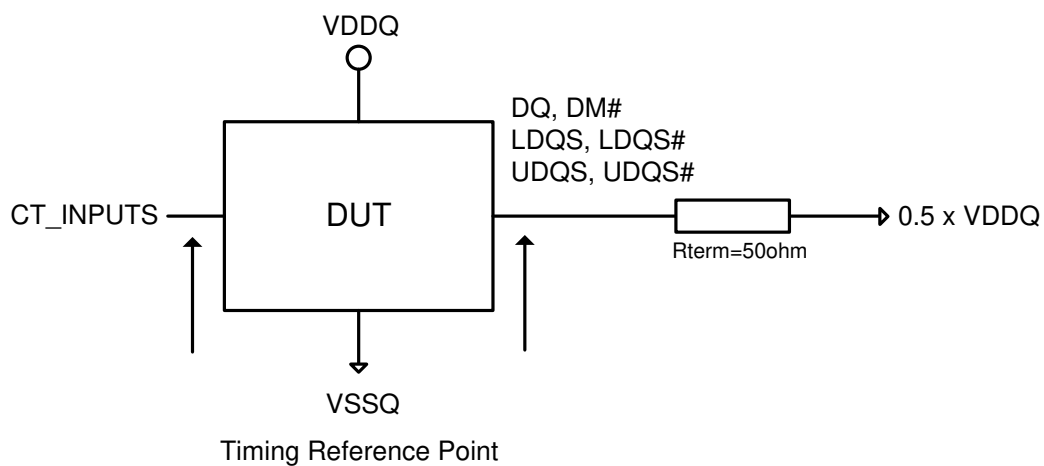 VDDQ
DQ, DM#
LDQS, LDQS#
UDQS, UDQS#
CT_INPUTS
DUT
0.5 x VDDQ
Rterm=50ohm
VSSQ
Timing Reference Point